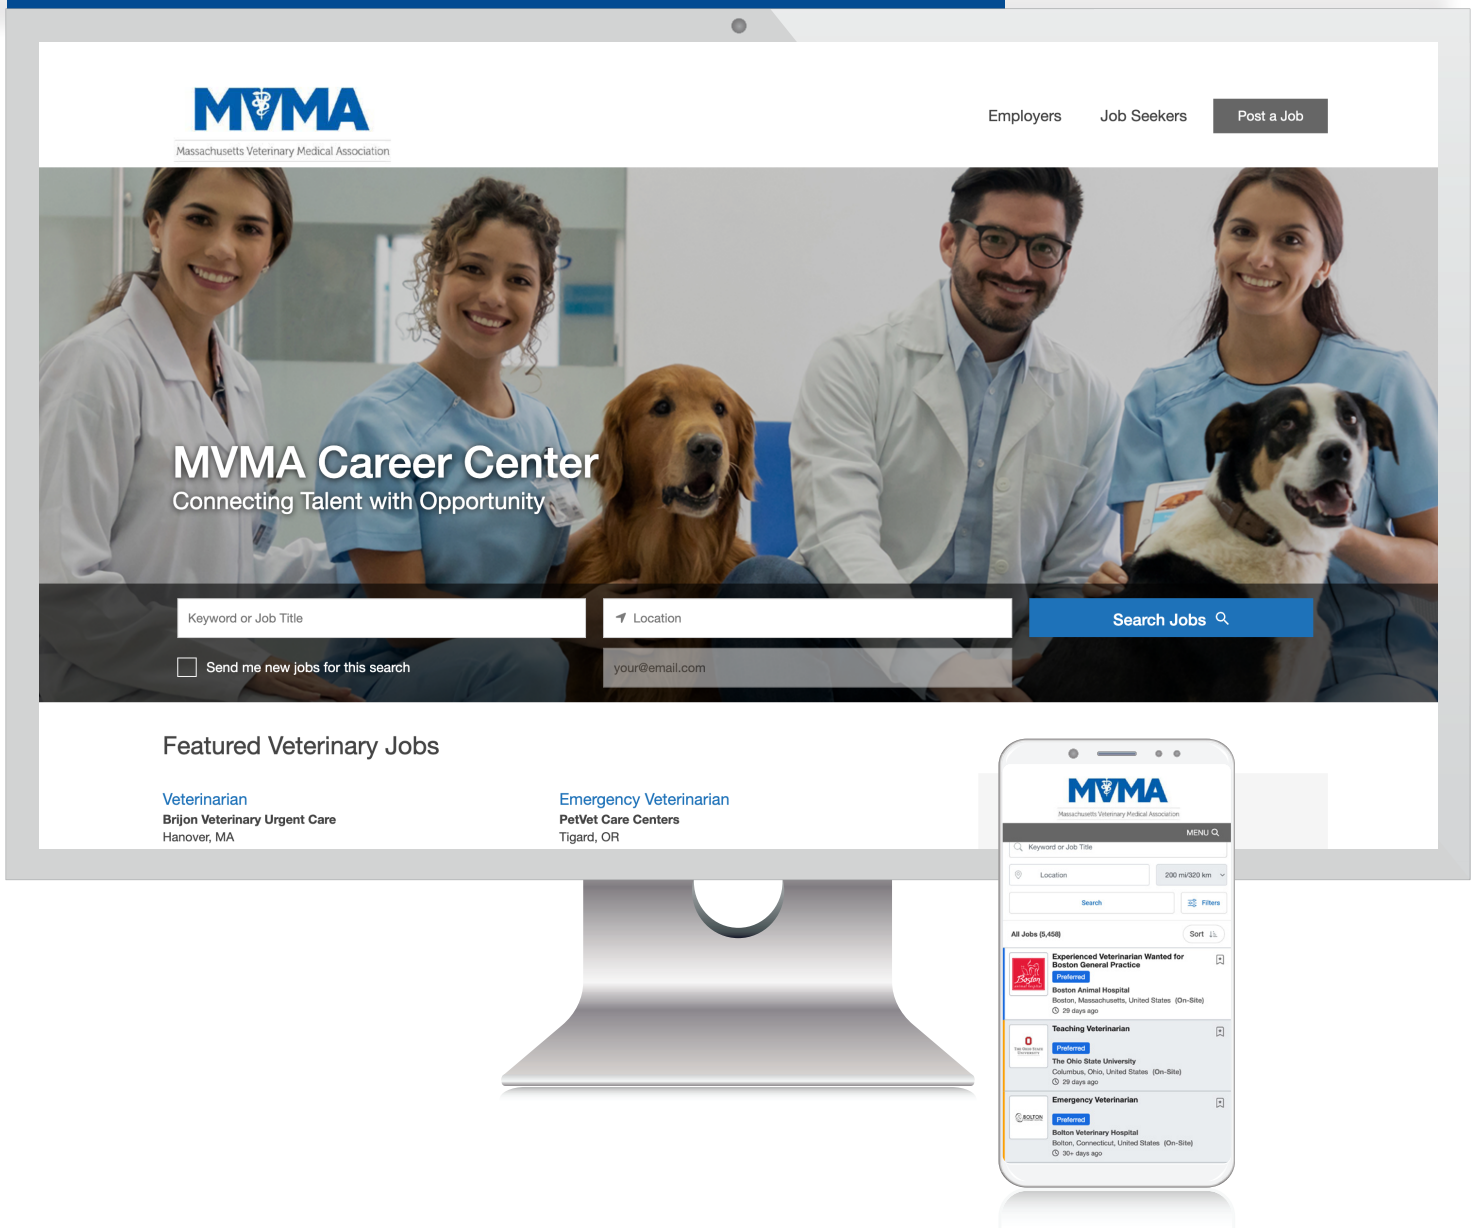 MVMA
Massachusetts Veterinary Medical Association
Employers
Job Seekers
Post a Job
MVMA Career Center
Connecting Talent with Opportunity
Keyword or Job Title
Location
Search Jobs
Send me new jobs for this search
your@email.com
Featured Veterinary Jobs
Veterinarian
Brijon Veterinary Urgent Care
Hanover, MA
Emergency Veterinarian
PetVet Care Centers
Tigard, OR
MVMA
Massachusetts Veterinary Medical Association
MENU
Keyword or Job Title
Location
200 mi/320 km
Search
Filters
All Jobs (5,458)
Sort
Boston
Experienced Veterinarian Wanted for
Boston General Practice
Preferred
Boston Animal Hospital
Boston, Massachusetts, United States (On-Site)
29 days ago
The Ohio State
University
Teaching Veterinarian
Preferred
The Ohio State University
Columbus, Ohio, United States (On-Site)
29 days ago
BOLTON
Emergency Veterinarian
Preferred
Bolton Veterinary Hospital
Bolton, Connecticut, United States (On-Site)
30+ days ago